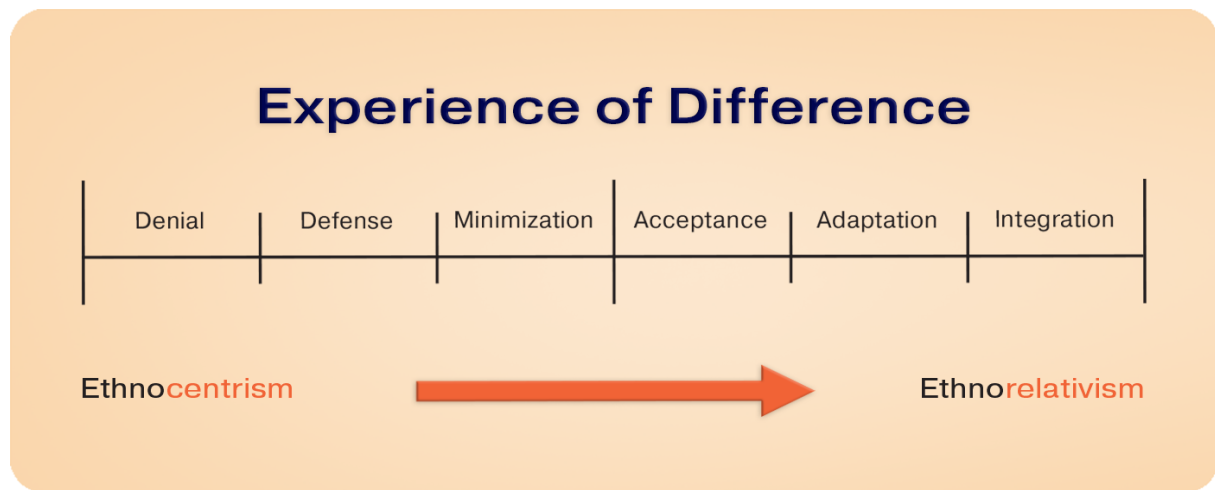 Experience of Difference
Denial Defense Minimization Acceptance Adaptation Integration
Ethnocentrism Ethnorelativism